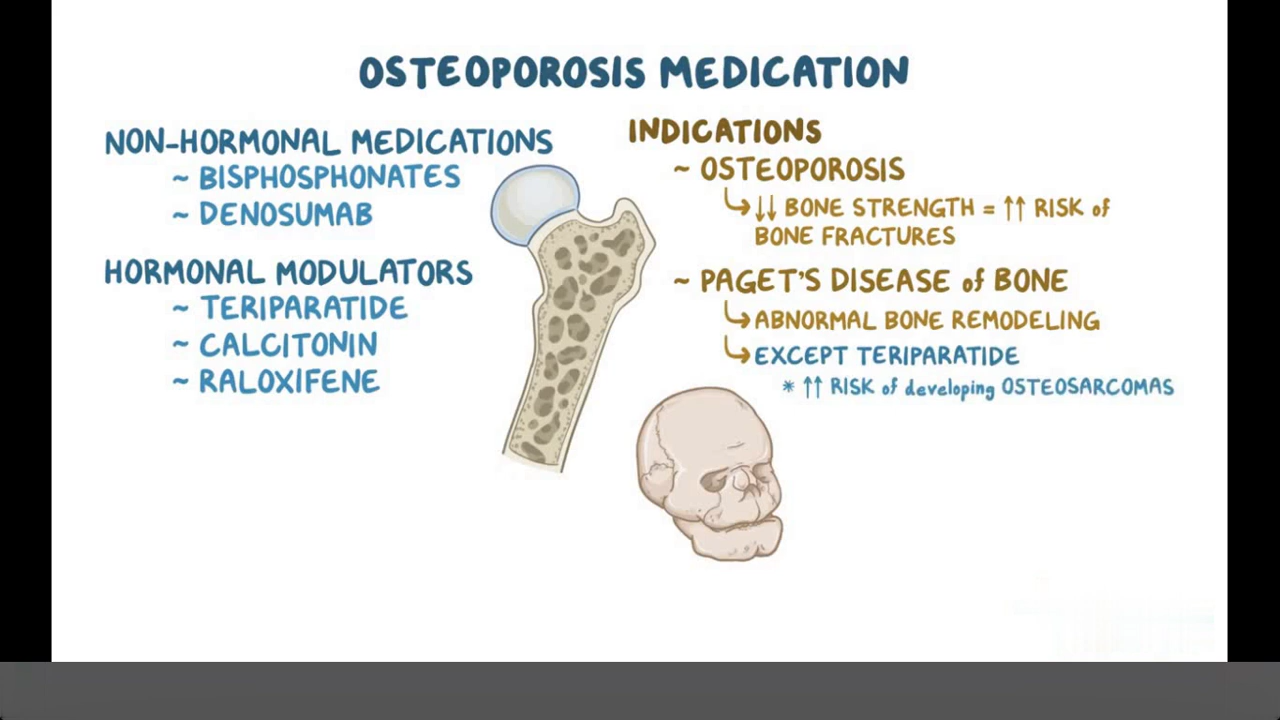 OSTEOPOROSIS MEDICATION
NON-HORMONAL MEDICATIONS
~ BISPHOSPHONATES
~ DENOSUMAB
HORMONAL MODULATORS
~ TERIPARATIDE
~ CALCITONIN
~ RALOXIFENE
INDICATIONS
~ OSTEOPOROSIS
↳ ↓↓ BONE STRENGTH = ↑↑ RISK of
BONE FRACTURES
~ PAGET'S DISEASE of BONE
↳ ABNORMAL BONE REMODELING
↳ EXCEPT TERIPARATIDE
* ↑↑ RISK of developing OSTEOSARCOMAS